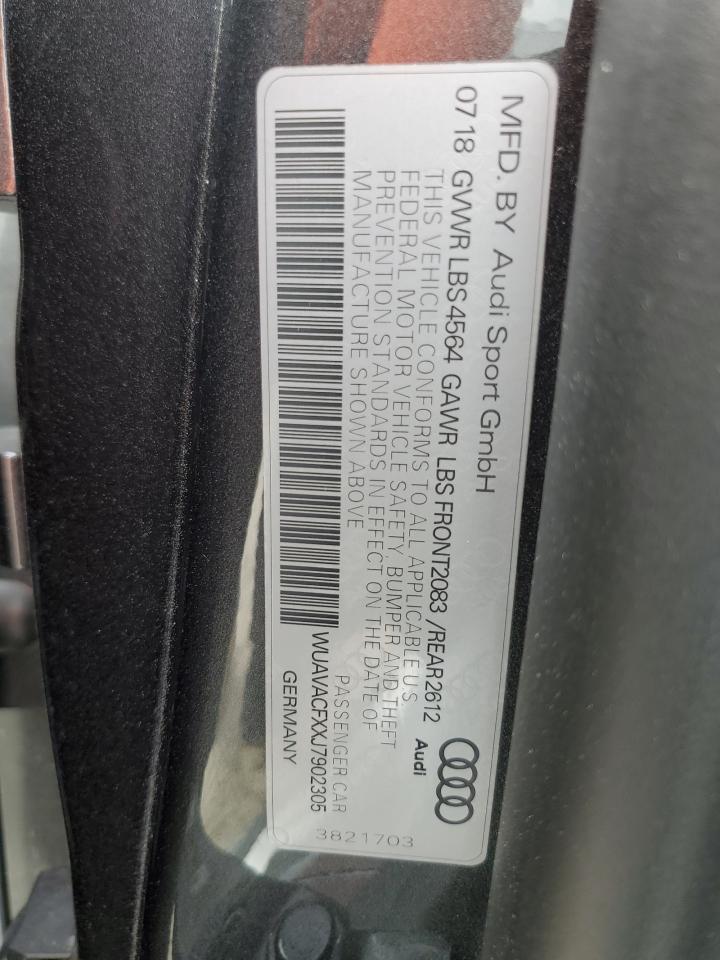 MFD. BY Audi Sport GmbH
07 18 GVWR LBS 4564 GAWR LBS FRONT2083 /REAR2612
THIS VEHICLE CONFORMS TO ALL APPLICABLE U.S.
FEDERAL MOTOR VEHICLE SAFETY, BUMPER AND THEFT
PREVENTION STANDARDS IN EFFECT ON THE DATE OF
MANUFACTURE SHOWN ABOVE
Audi
PASSENGER CAR
WUAVACFXXJ7902305
GERMANY
3821703